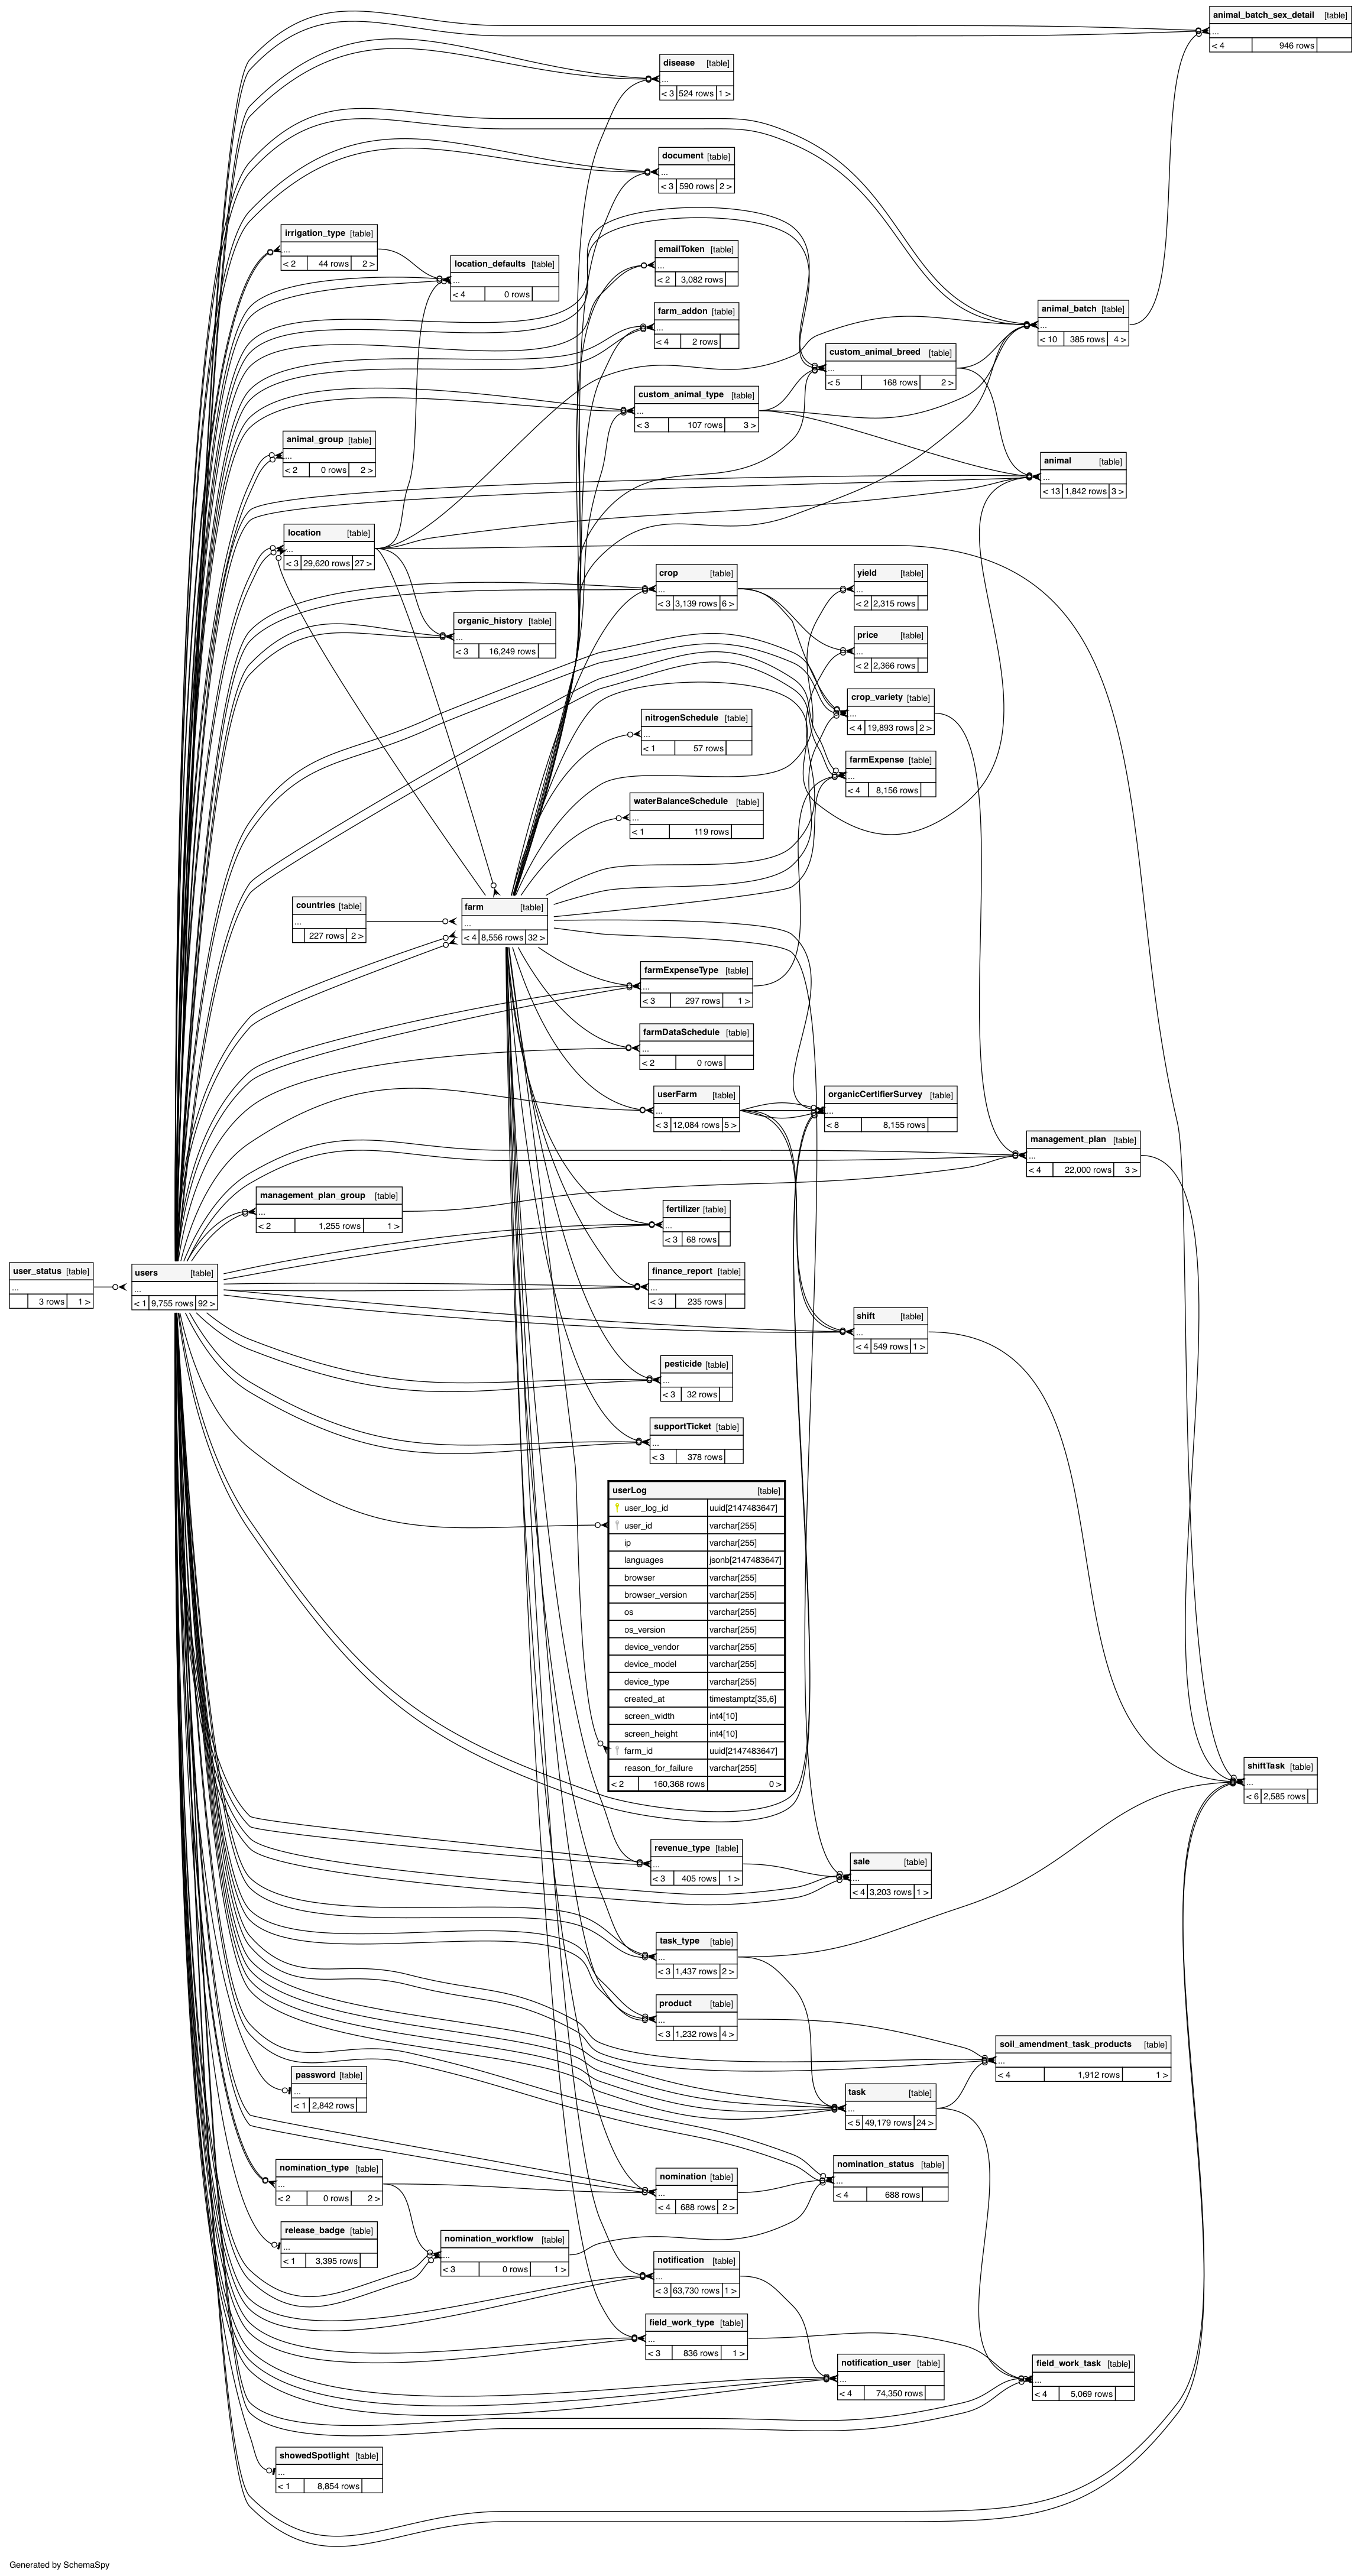 animal_batch_sex_detail [table]
...
< 4 946 rows
disease [table]
...
< 3 524 rows 1 >
document [table]
...
< 3 590 rows 2 >
irrigation_type [table]
...
< 2 44 rows 2 >
emailToken [table]
...
< 2 3,082 rows
location_defaults [table]
...
< 4 0 rows
farm_addon [table]
...
< 4 2 rows
animal_batch [table]
...
< 10 385 rows 4 >
custom_animal_breed [table]
...
< 5 168 rows 2 >
custom_animal_type [table]
...
< 3 107 rows 3 >
animal_group [table]
...
< 2 0 rows 2 >
animal [table]
...
< 13 1,842 rows 3 >
location [table]
...
< 3 29,620 rows 27 >
crop [table]
...
< 3 3,139 rows 6 >
yield [table]
...
< 2 2,315 rows
organic_history [table]
...
< 3 16,249 rows
price [table]
...
< 2 2,366 rows
crop_variety [table]
...
< 4 19,893 rows 2 >
nitrogenSchedule [table]
...
< 1 57 rows
farmExpense [table]
...
< 4 8,156 rows
waterBalanceSchedule [table]
...
< 1 119 rows
countries [table]
...
227 rows 2 >
farm [table]
...
< 4 8,556 rows 32 >
farmExpenseType [table]
...
< 3 297 rows 1 >
farmDataSchedule [table]
...
< 2 0 rows
userFarm [table]
...
< 3 12,084 rows 5 >
organicCertifierSurvey [table]
...
< 8 8,155 rows
management_plan [table]
...
< 4 22,000 rows 3 >
management_plan_group [table]
...
< 2 1,255 rows 1 >
fertilizer [table]
...
< 3 68 rows
user_status [table]
...
3 rows 1 >
users [table]
...
< 1 9,755 rows 92 >
finance_report [table]
...
< 3 235 rows
shift [table]
...
< 4 549 rows 1 >
pesticide [table]
...
< 3 32 rows
supportTicket [table]
...
< 3 378 rows
userLog [table]
user_log_id uuid[2147483647]
user_id varchar[255]
ip varchar[255]
languages jsonb[2147483647]
browser varchar[255]
browser_version varchar[255]
os varchar[255]
os_version varchar[255]
device_vendor varchar[255]
device_model varchar[255]
device_type varchar[255]
created_at timestamptz[35,6]
screen_width int4[10]
screen_height int4[10]
farm_id uuid[2147483647]
reason_for_failure varchar[255]
< 2 160,368 rows 0 >
shiftTask [table]
...
< 6 2,585 rows
revenue_type [table]
...
< 3 405 rows 1 >
sale [table]
...
< 4 3,203 rows 1 >
task_type [table]
...
< 3 1,437 rows 2 >
product [table]
...
< 3 1,232 rows 4 >
soil_amendment_task_products [table]
...
< 4 1,912 rows 1 >
password [table]
...
< 1 2,842 rows
task [table]
...
< 5 49,179 rows 24 >
nomination_type [table]
...
< 2 0 rows 2 >
nomination [table]
...
< 4 688 rows 2 >
nomination_status [table]
...
< 4 688 rows
release_badge [table]
...
< 1 3,395 rows
nomination_workflow [table]
...
< 3 0 rows 1 >
notification [table]
...
< 3 63,730 rows 1 >
field_work_type [table]
...
< 3 836 rows 1 >
notification_user [table]
...
< 4 74,350 rows
field_work_task [table]
...
< 4 5,069 rows
showedSpotlight [table]
...
< 1 8,854 rows
Generated by SchemaSpy